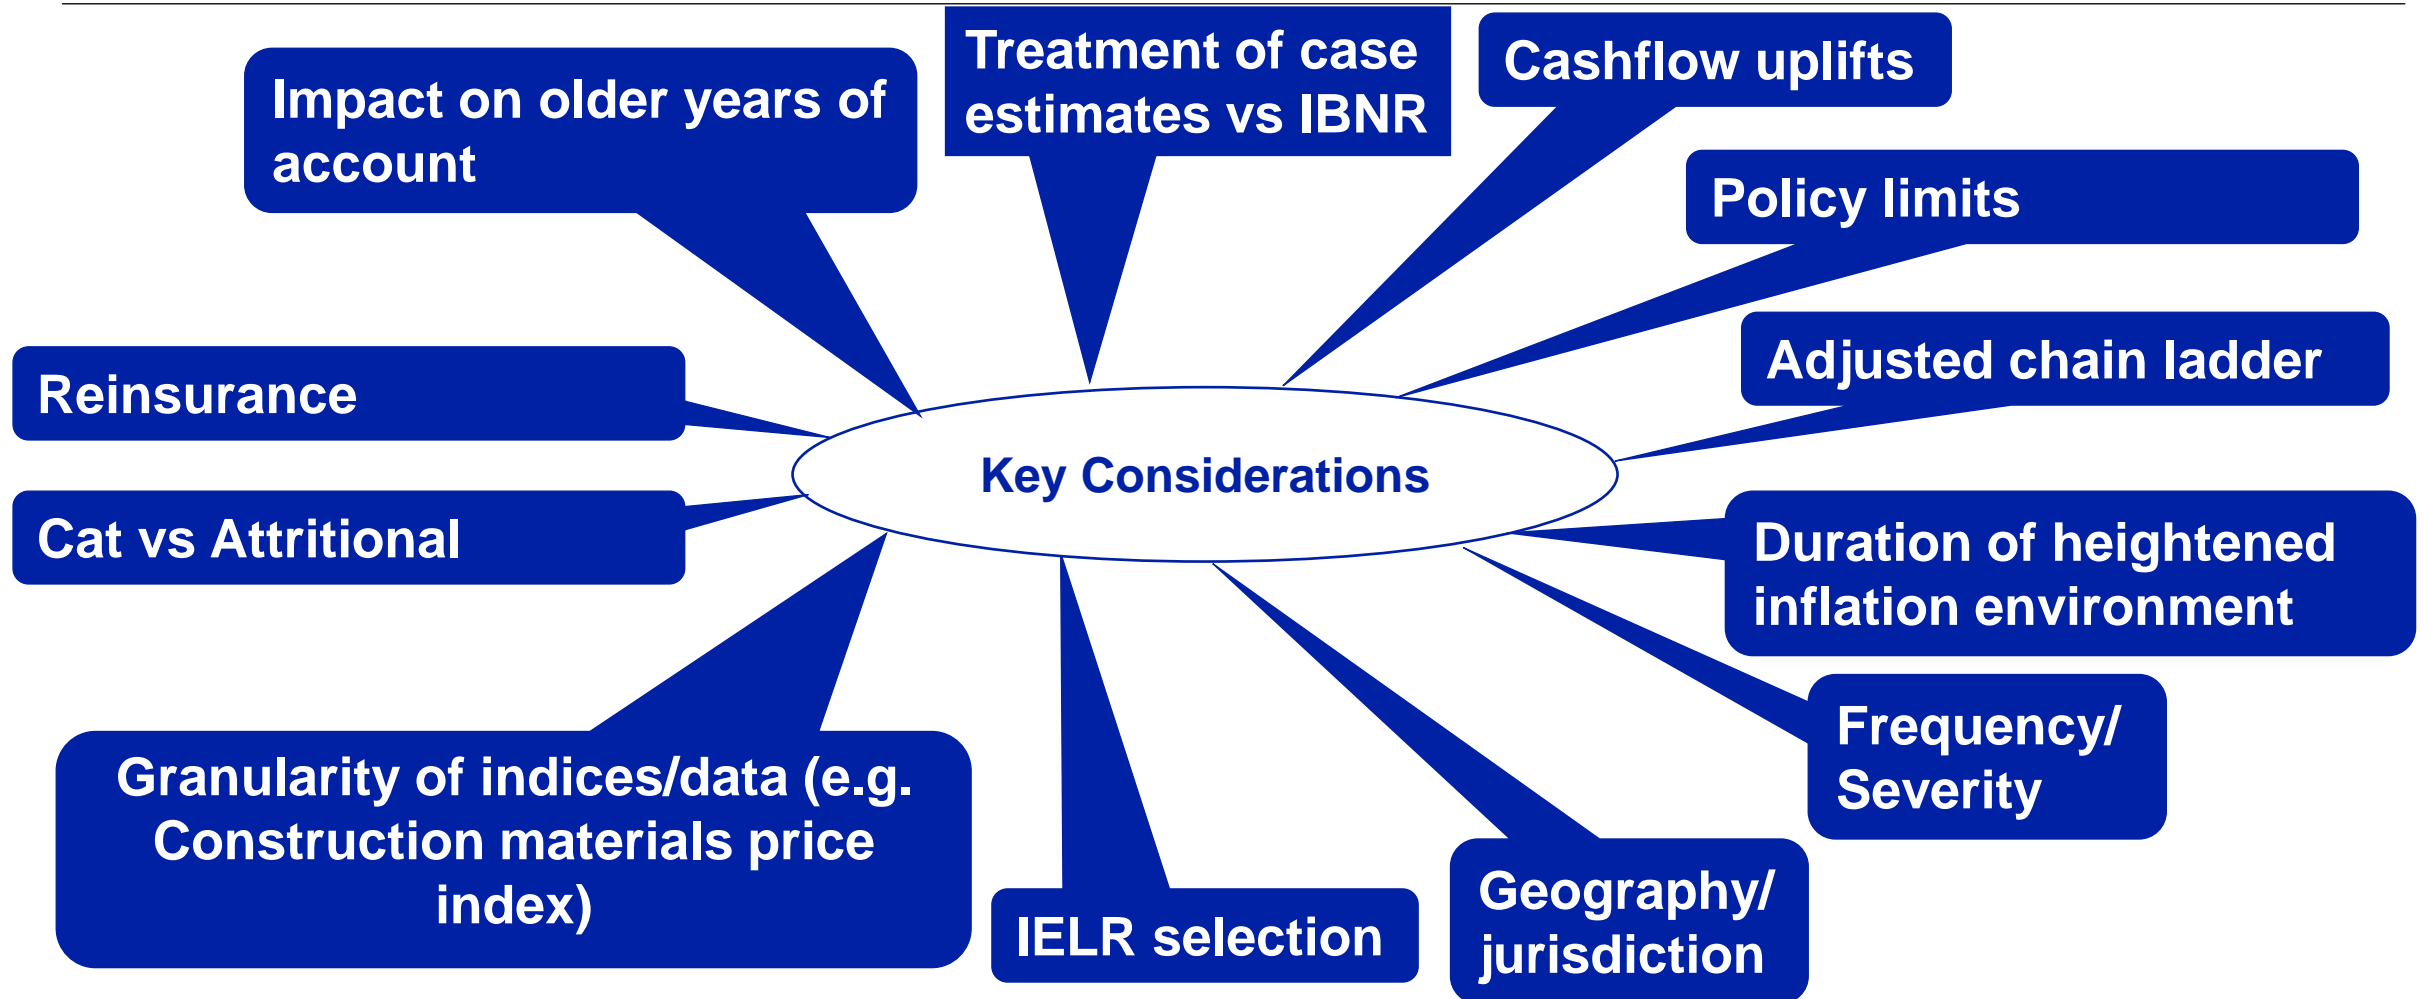 Impact on older years of
account
Treatment of case
estimates vs IBNR
Cashflow uplifts
Policy limits
Adjusted chain ladder
Reinsurance
Key Considerations
Cat vs Attritional
Duration of heightened
inflation environment
Frequency/
Severity
Granularity of indices/data (e.g.
Construction materials price
index)
IELR selection
Geography/
jurisdiction